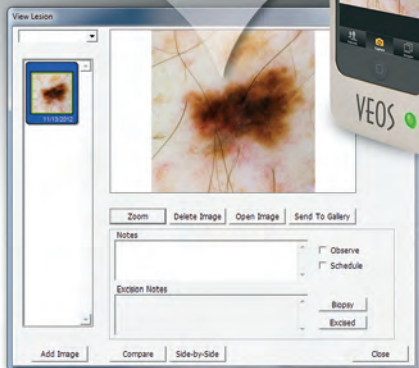 View Lesion
11/13/2012
VEOS
Zoom Delete Image Open Image Send To Gallery
Notes
Observe
Schedule
Excision Notes
Biopsy
Excised
Add Image Compare Side-by-Side Close